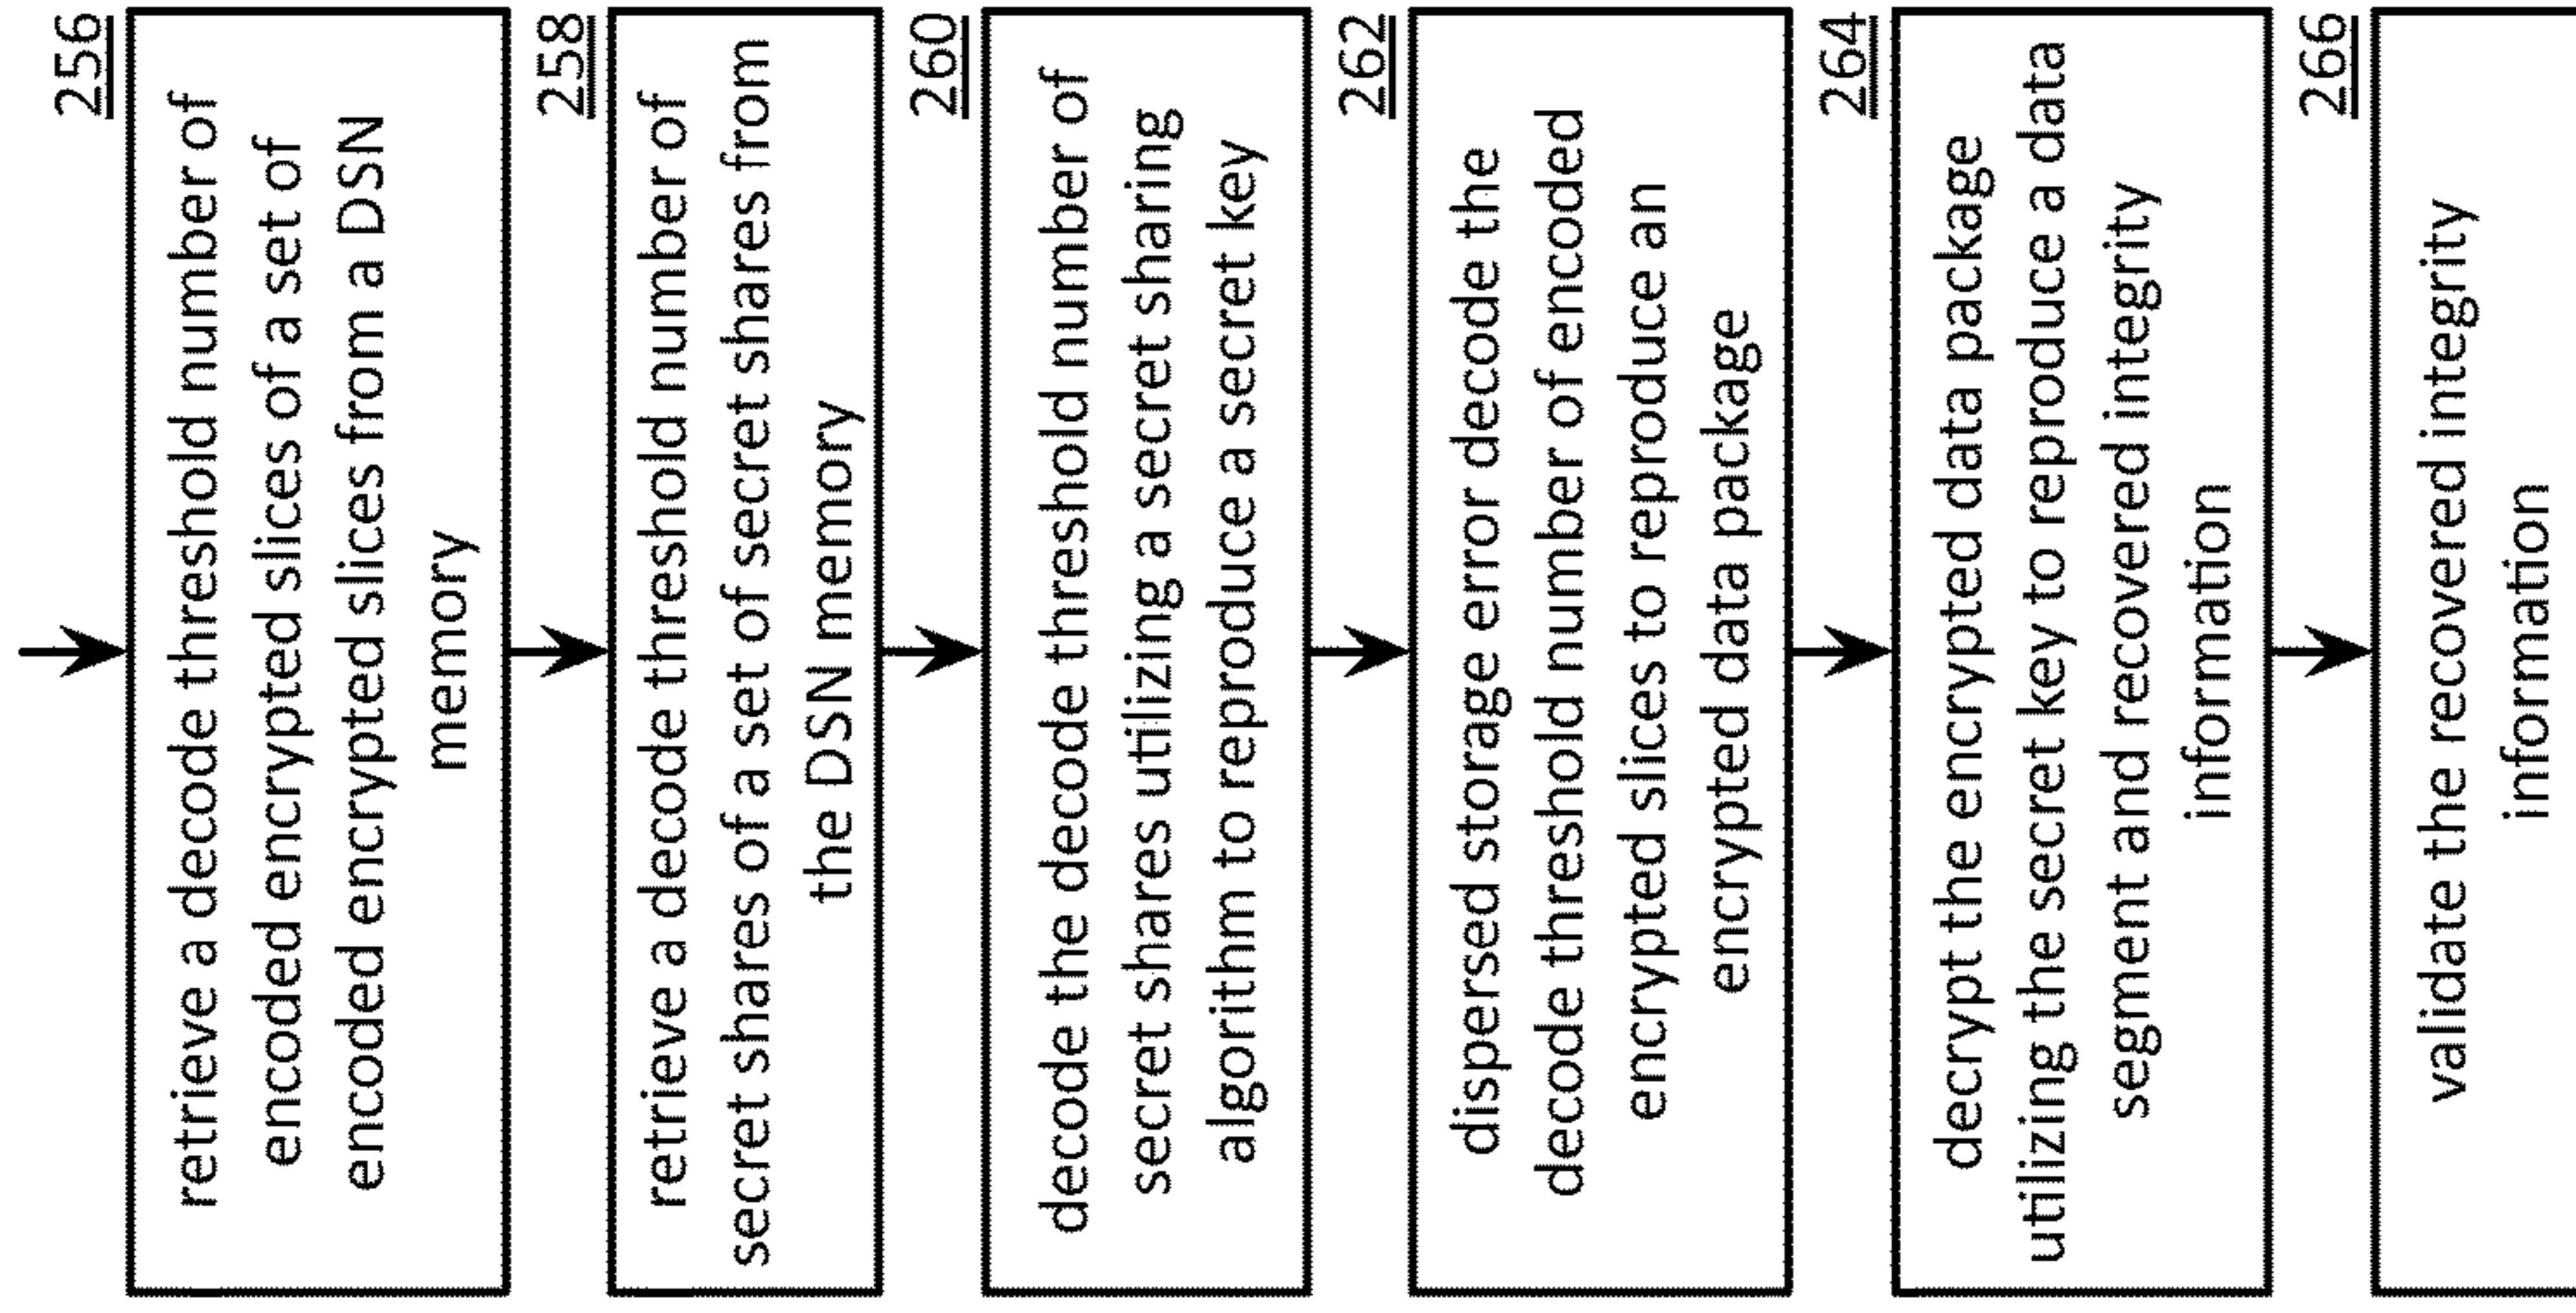 256
retrieve a decode threshold number of
encoded encrypted slices of a set of
encoded encrypted slices from a DSN
memory
258
retrieve a decode threshold number of
secret shares of a set of secret shares from
the DSN memory
260
decode the decode threshold number of
secret shares utilizing a secret sharing
algorithm to reproduce a secret key
262
dispersed storage error decode the
decode threshold number of encoded
encrypted slices to reproduce an
encrypted data package
264
decrypt the encrypted data package
utilizing the secret key to reproduce a data
segment and recovered integrity
information
266
validate the recovered integrity
information